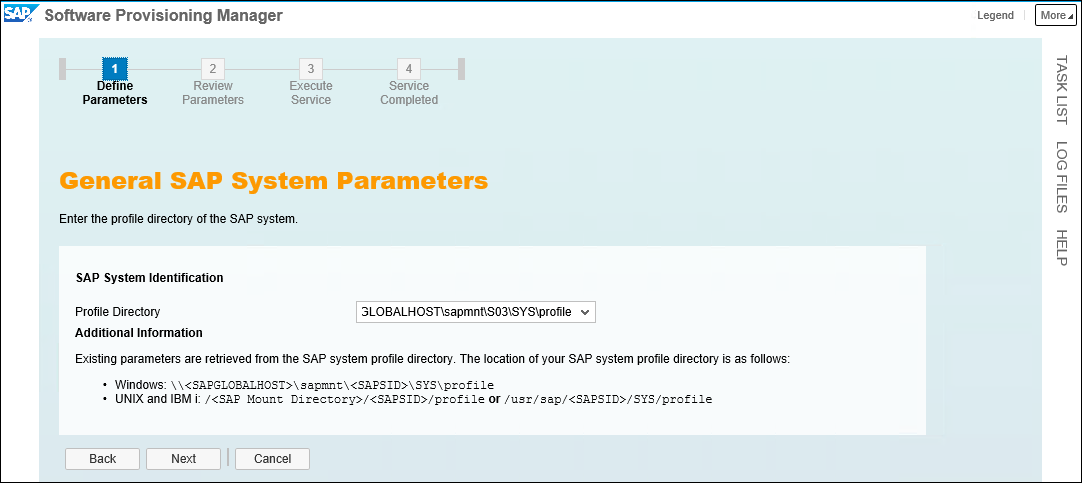 SAP Software Provisioning Manager
Legend
More
1
2
3
4
Define Parameters
Review Parameters
Execute Service
Service Completed
TASK LIST
LOG FILES
HELP
General SAP System Parameters
Enter the profile directory of the SAP system.
SAP System Identification
Profile Directory
GLOBALHOST\sapmnt\S03\SYS\profile
Additional Information
Existing parameters are retrieved from the SAP system profile directory. The location of your SAP system profile directory is as follows:
• Windows: \\<SAPGLOBALHOST>\sapmnt\<SAPSID>\SYS\profile
• UNIX and IBM i: /<SAP Mount Directory>/<SAPSID>/profile or /usr/sap/<SAPSID>/SYS/profile
Back
Next
Cancel